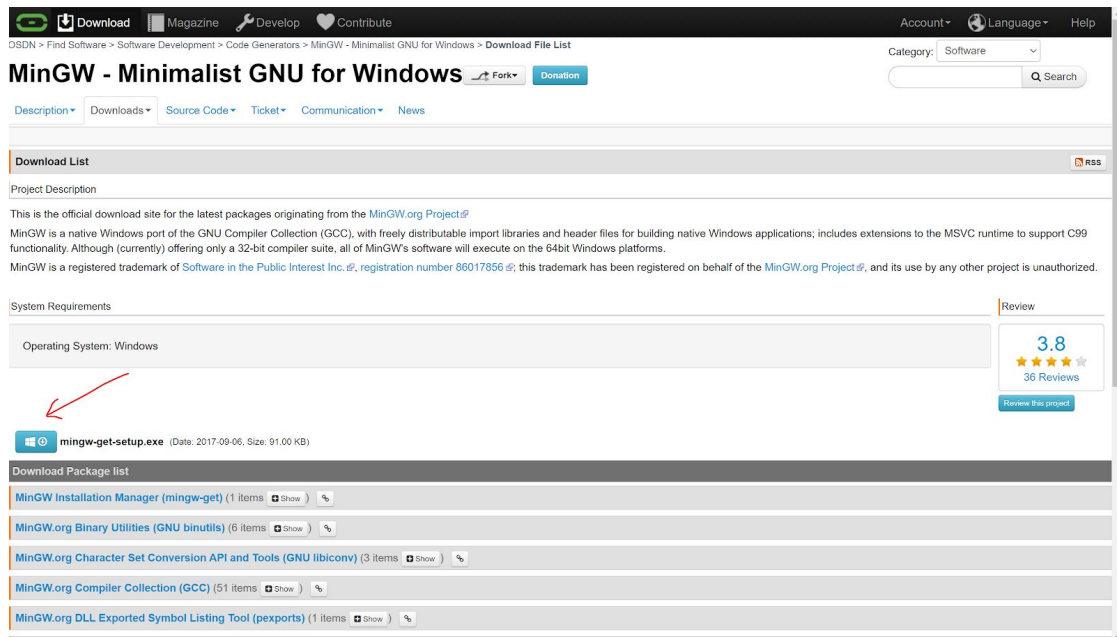 Download Magazine Develop Contribute Account Language Help
OSDN > Find Software > Software Development > Code Generators > MinGW - Minimalist GNU for Windows > Download File List
Category: Software
MinGW - Minimalist GNU for Windows Fork Donation
Search
Description Downloads Source Code Ticket Communication News
Download List
RSS
Project Description
This is the official download site for the latest packages originating from the MinGW.org Project
MinGW is a native Windows port of the GNU Compiler Collection (GCC), with freely distributable import libraries and header files for building native Windows applications; includes extensions to the MSVC runtime to support C99
functionality. Although (currently) offering only a 32-bit compiler suite, all of MinGW's software will execute on the 64bit Windows platforms.
MinGW is a registered trademark of Software in the Public Interest Inc. , registration number 86017856 ; this trademark has been registered on behalf of the MinGW.org Project , and its use by any other project is unauthorized.
System Requirements
Review
Operating System: Windows
3.8
36 Reviews
Review this project
mingw-get-setup.exe (Date: 2017-09-06, Size: 91.00 KB)
Download Package list
MinGW Installation Manager (mingw-get) (1 items Show )
MinGW.org Binary Utilities (GNU binutils) (6 items Show )
MinGW.org Character Set Conversion API and Tools (GNU libiconv) (3 items Show )
MinGW.org Compiler Collection (GCC) (51 items Show )
MinGW.org DLL Exported Symbol Listing Tool (pexports) (1 items Show )